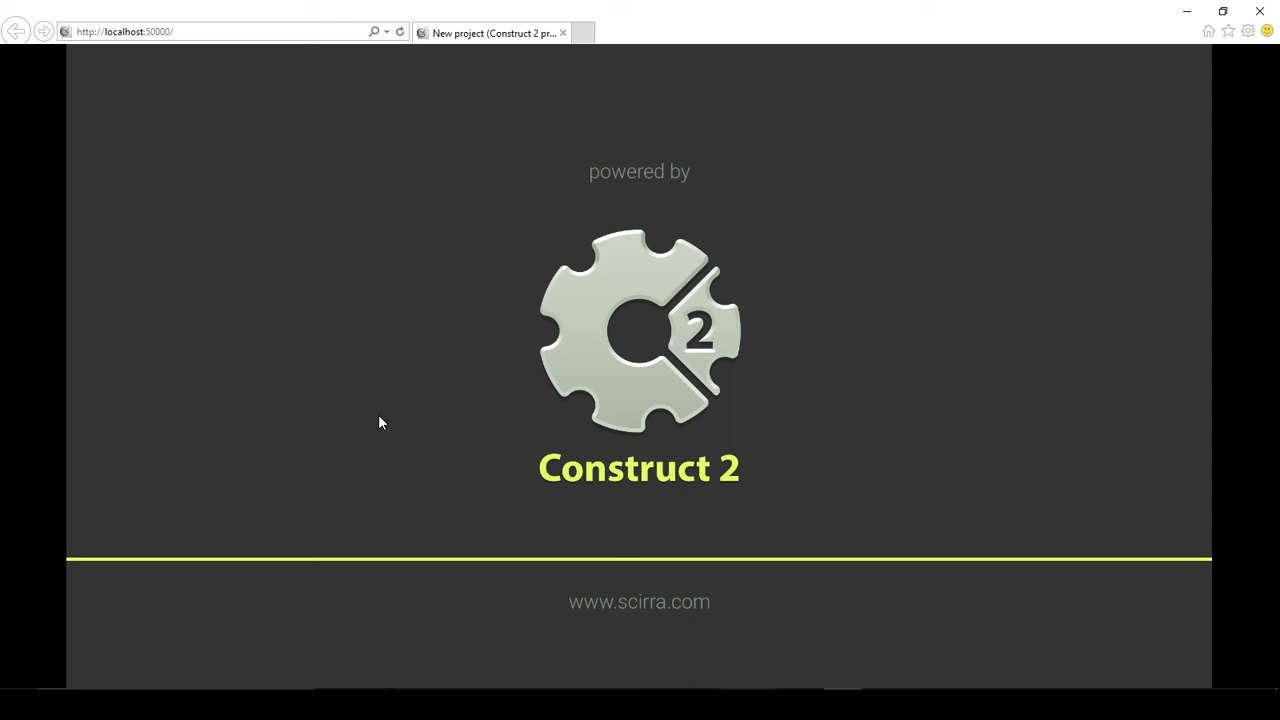 http://localhost:50000/
New project (Construct 2 pr...
powered by
2
Construct 2
www.scirra.com